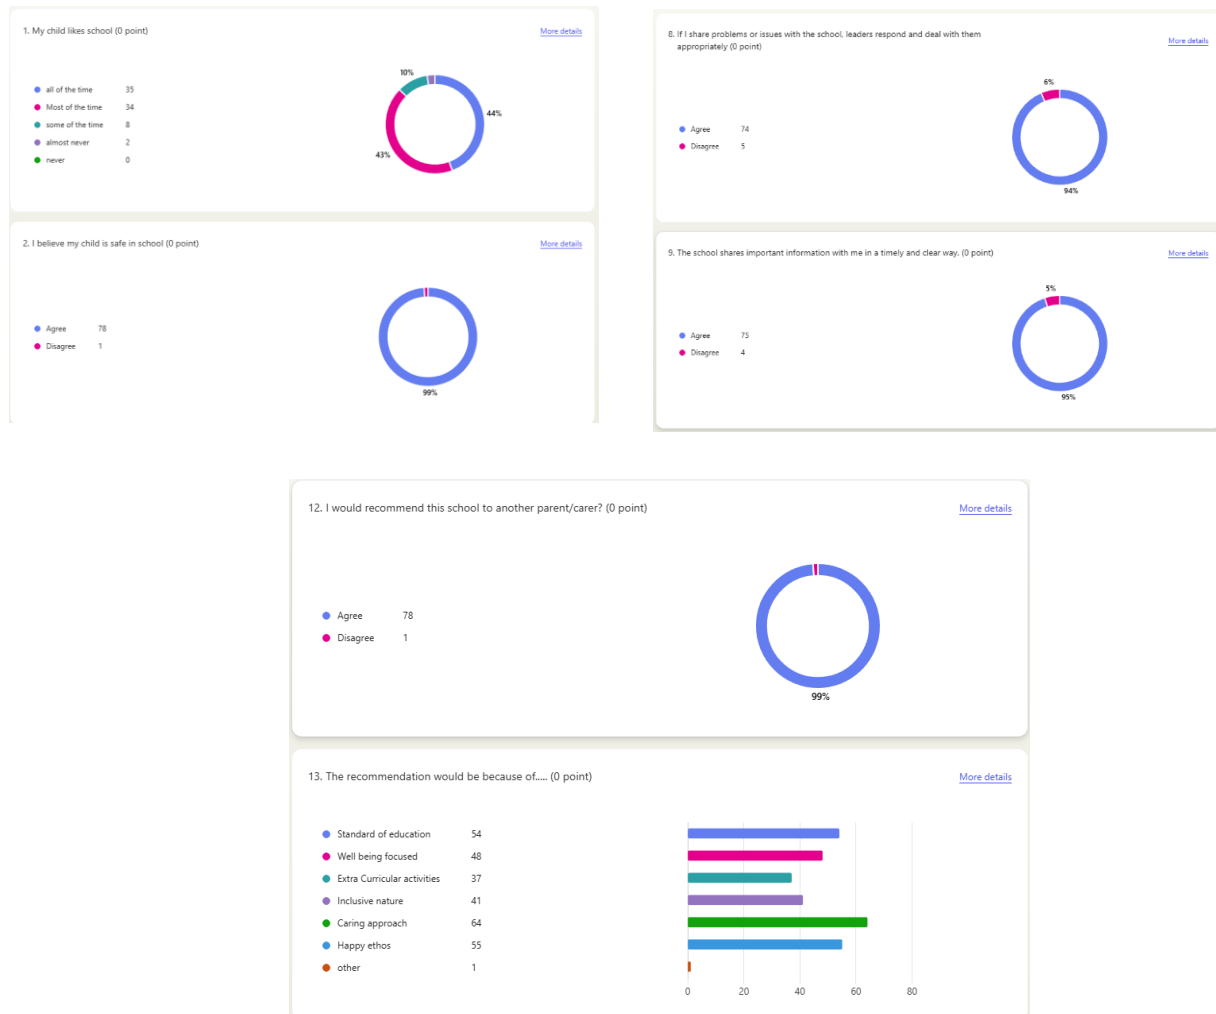 1. My child likes school (0 point)
More details
all of the time 35
Most of the time 34
some of the time 8
almost never 2
never 0
10%
44%
43%
2. I believe my child is safe in school (0 point)
More details
Agree 78
Disagree 1
99%
8. If I share problems or issues with the school, leaders respond and deal with them
appropriately (0 point)
More details
Agree 74
Disagree 5
6%
94%
9. The school shares important information with me in a timely and clear way. (0 point)
More details
Agree 75
Disagree 4
5%
95%
12. I would recommend this school to another parent/carer? (0 point)
More details
Agree 78
Disagree 1
99%
13. The recommendation would be because of..... (0 point)
More details
Standard of education 54
Well being focused 48
Extra Curricular activities 37
Inclusive nature 41
Caring approach 64
Happy ethos 55
other 1
0 20 40 60 80